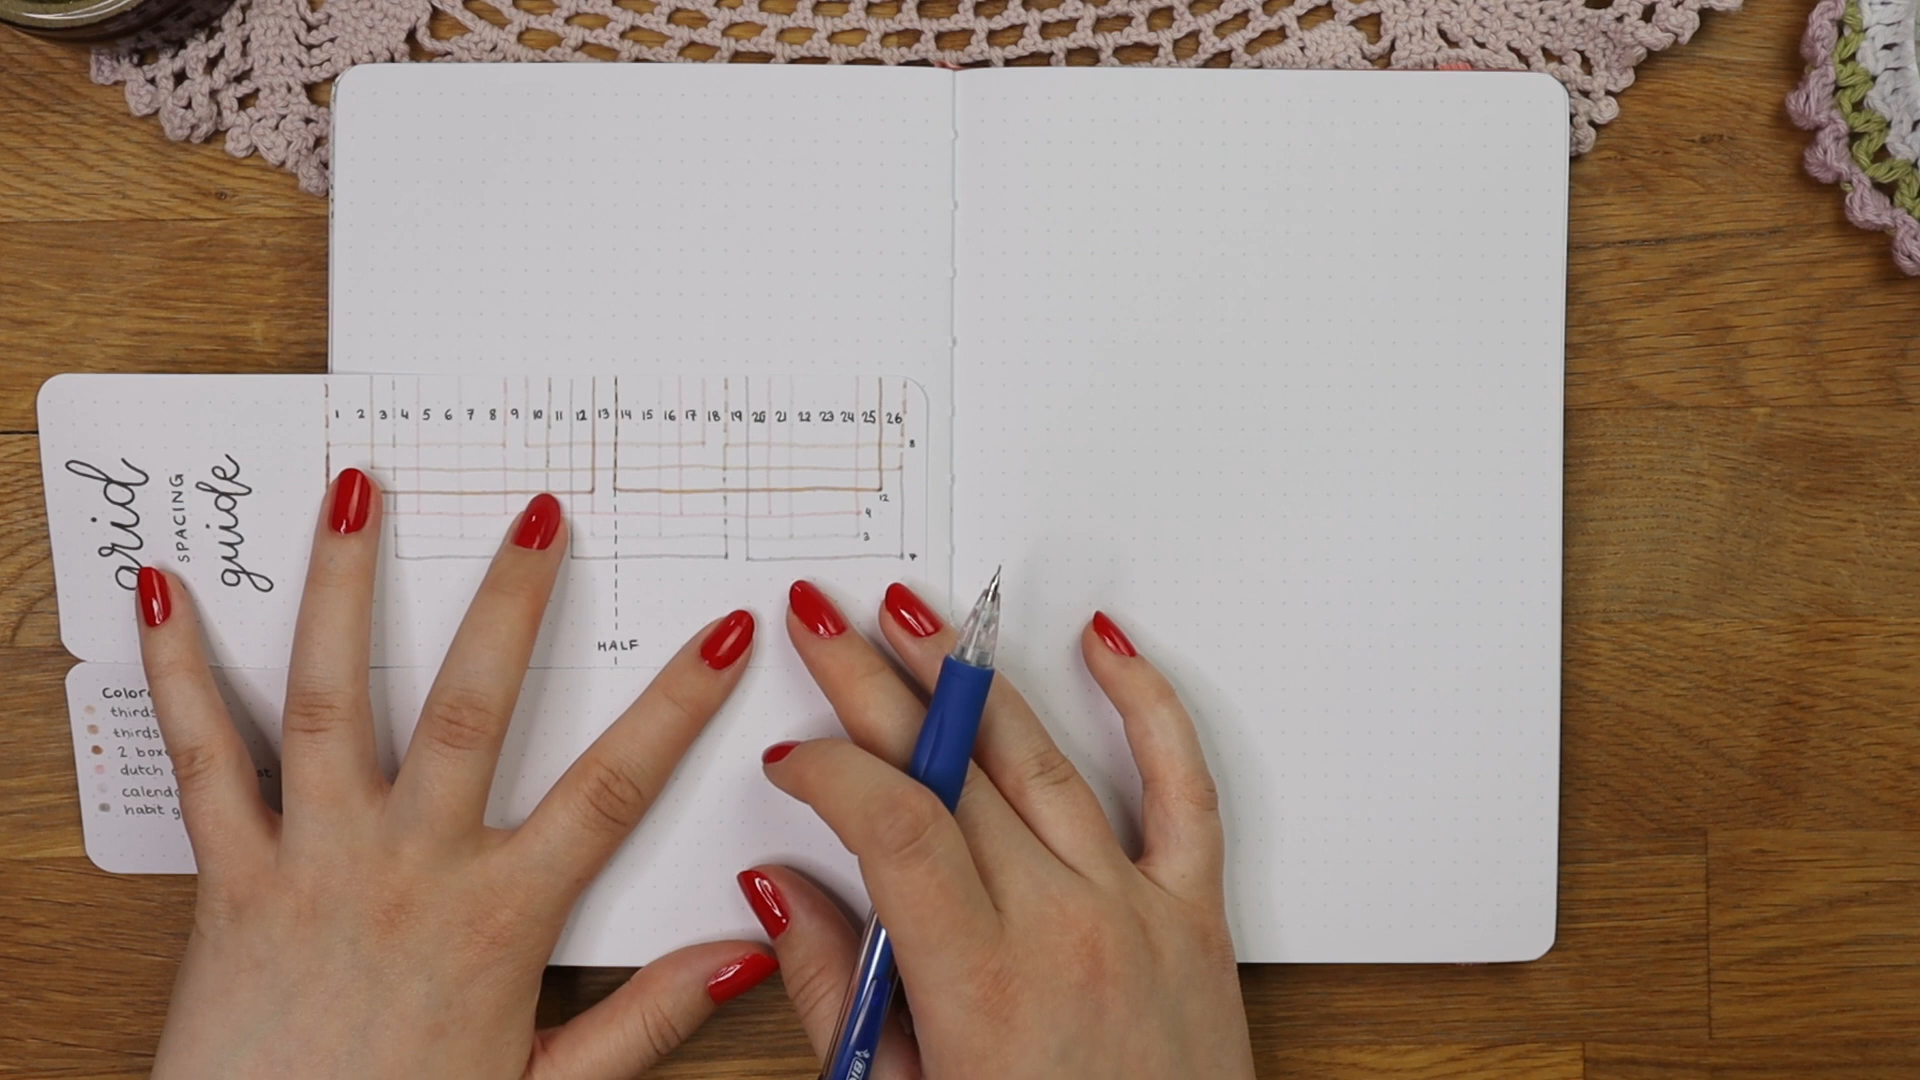 1 2 3 4 5 6 7 8 9 10 11 12 13 14 15 16 17 18 19 20 21 22 23 24 25 26
8
12
4
3
grid
SPACING
guide
HALF
thirds
thirds
2
dutch
habit
BIC